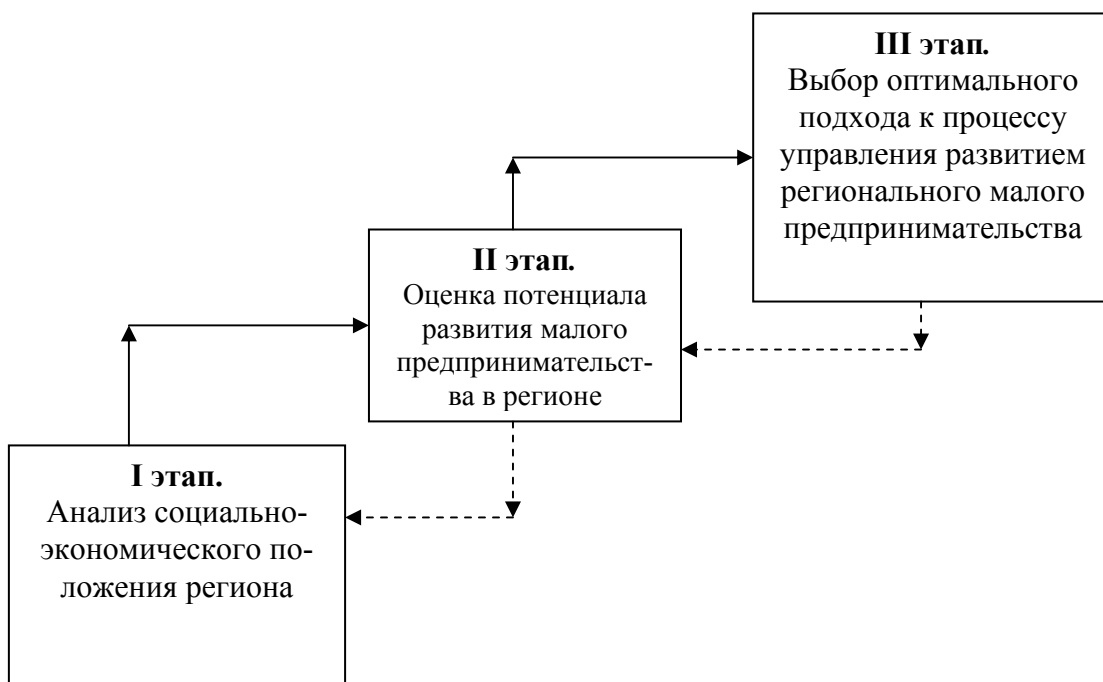 III этап.
Выбор оптимального
подхода к процессу
управления развитием
регионального малого
предпринимательства
II этап.
Оценка потенциала
развития малого
предпринимательст-
ва в регионе
I этап.
Анализ социально-
экономического по-
ложения региона